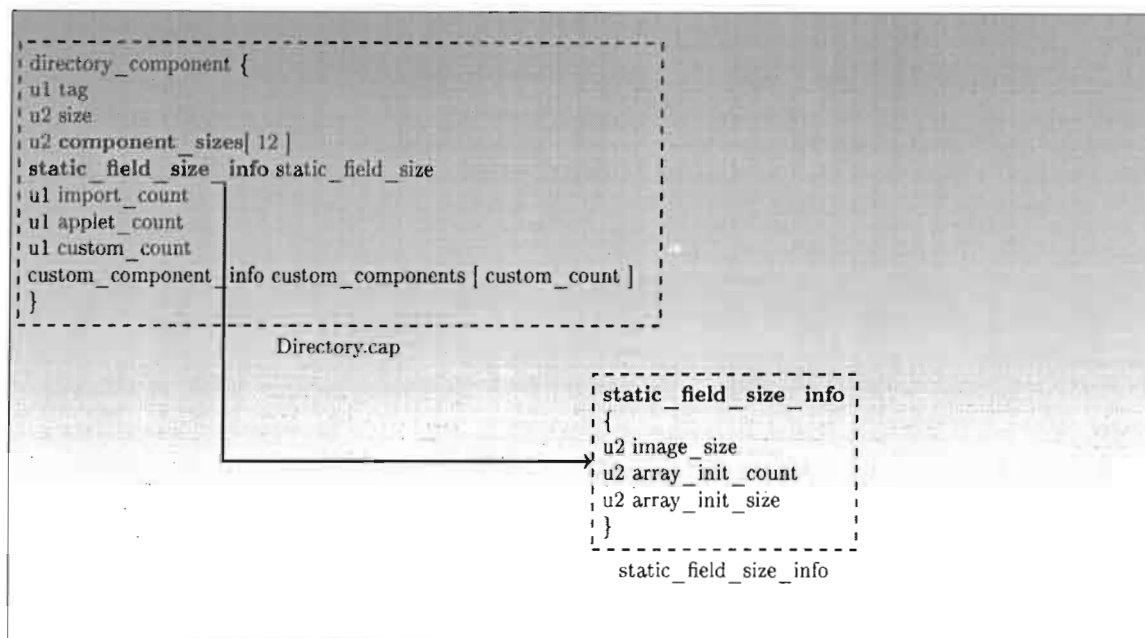 directory_component {
u1 tag
u2 size
u2 component_sizes[ 12 ]
static_field_size_info static_field_size
u1 import_count
u1 applet_count
u1 custom_count
custom_component_info custom_components [ custom_count ]
}
Directory.cap
static_field_size_info
{
u2 image_size
u2 array_init_count
u2 array_init_size
}
static_field_size_info